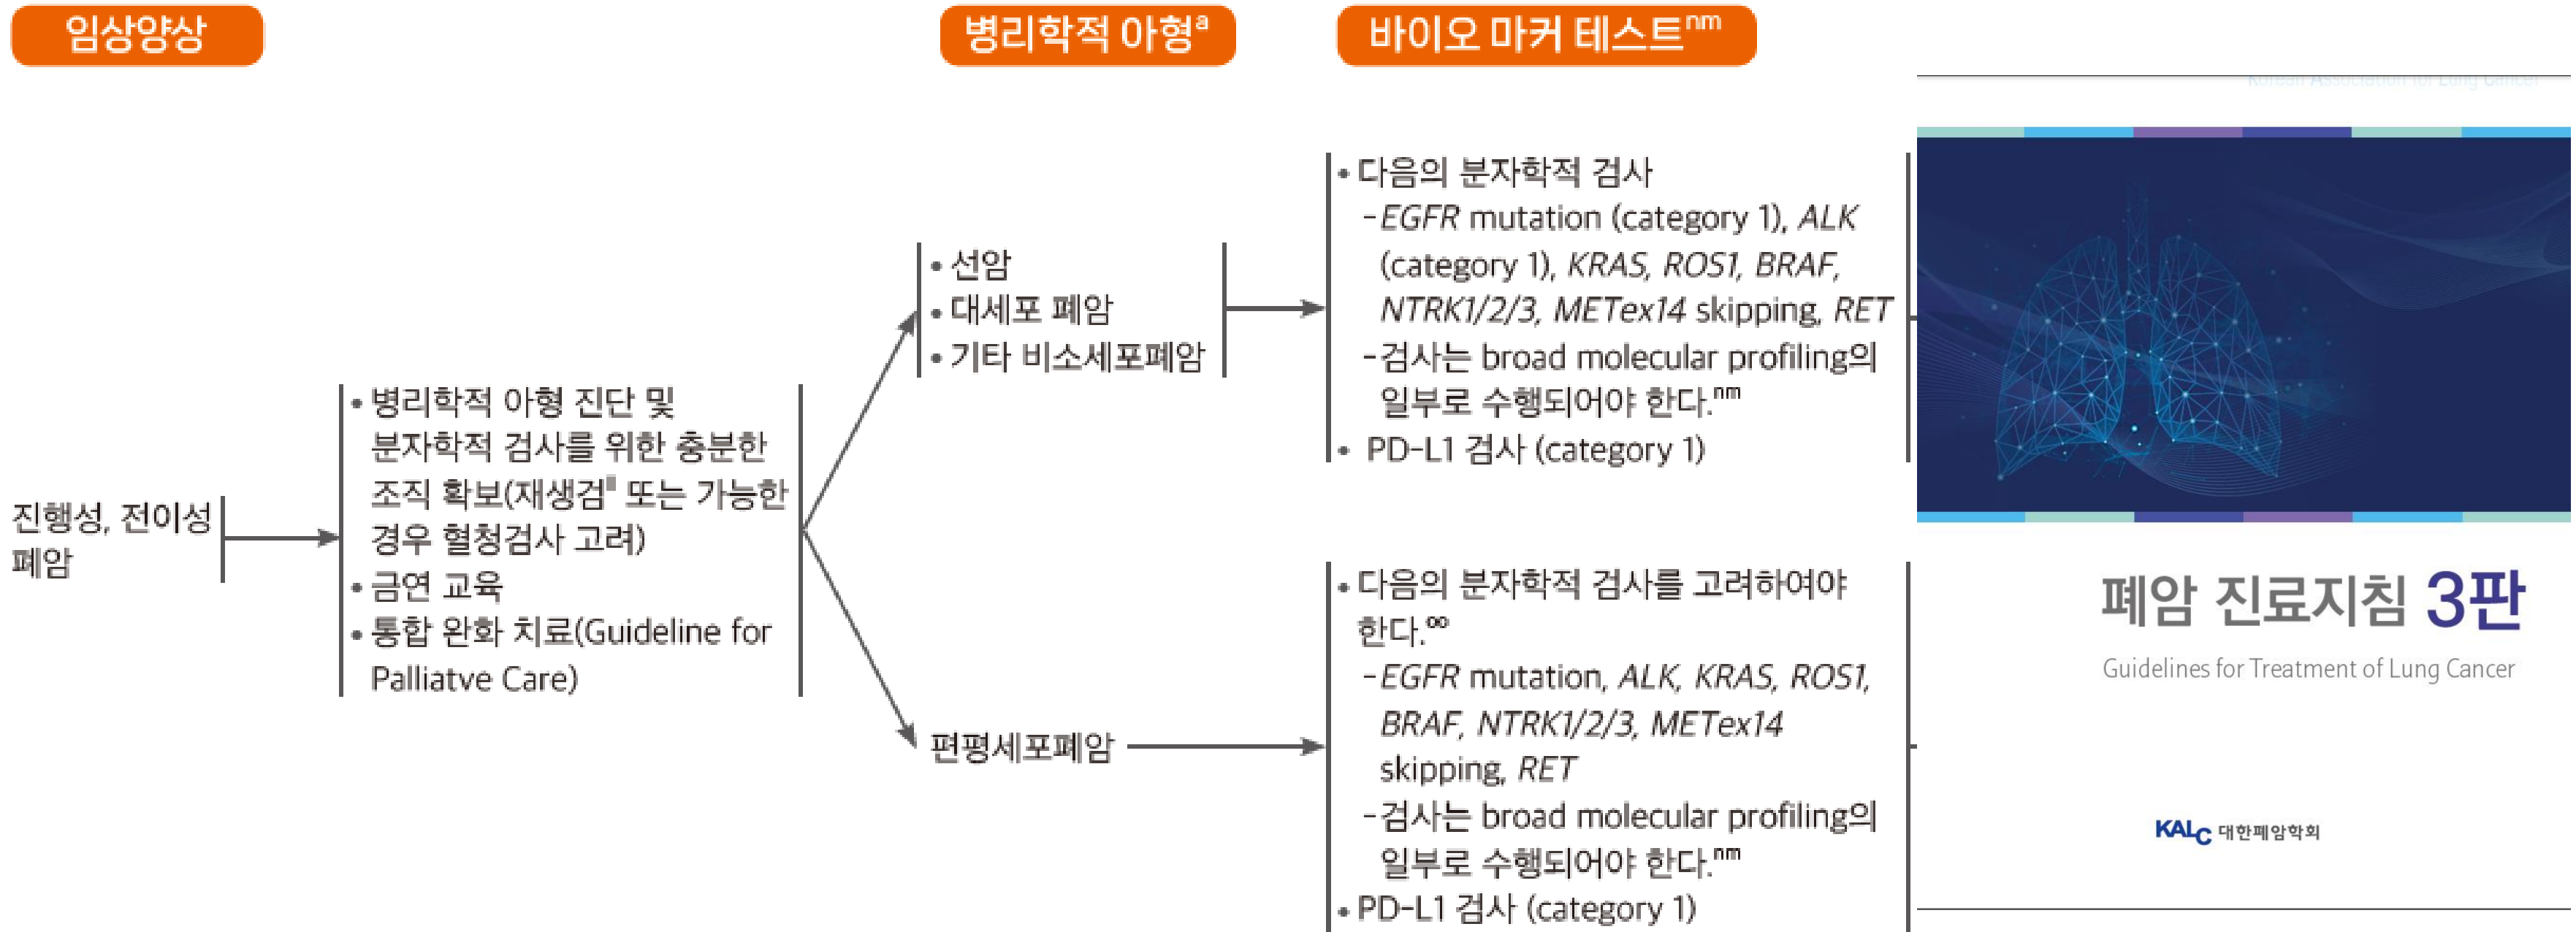 임상양상
병리학적 아형ᵃ
바이오 마커 테스트ⁿᵐ
진행성, 전이성
폐암
• 병리학적 아형 진단 및
분자학적 검사를 위한 충분한
조직 확보(재생검ˡˡ 또는 가능한
경우 혈청검사 고려)
• 금연 교육
• 통합 완화 치료(Guideline for
Palliatve Care)
• 선암
• 대세포 폐암
• 기타 비소세포폐암
편평세포폐암
• 다음의 분자학적 검사
-EGFR mutation (category 1), ALK
(category 1), KRAS, ROS1, BRAF,
NTRK1/2/3, METex14 skipping, RET
-검사는 broad molecular profiling의
일부로 수행되어야 한다.ⁿᵐ
• PD-L1 검사 (category 1)
• 다음의 분자학적 검사를 고려하여야
한다.ᵒᵒ
-EGFR mutation, ALK, KRAS, ROS1,
BRAF, NTRK1/2/3, METex14
skipping, RET
-검사는 broad molecular profiling의
일부로 수행되어야 한다.ⁿᵐ
• PD-L1 검사 (category 1)
Korean Association for Lung Cancer
폐암 진료지침 3판
Guidelines for Treatment of Lung Cancer
KALC 대한폐암학회